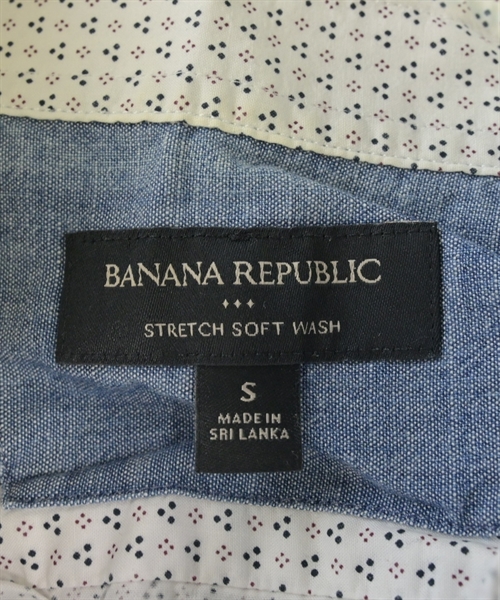 BANANA REPUBLIC
STRETCH SOFT WASH
S
MADE IN
SRI LANKA